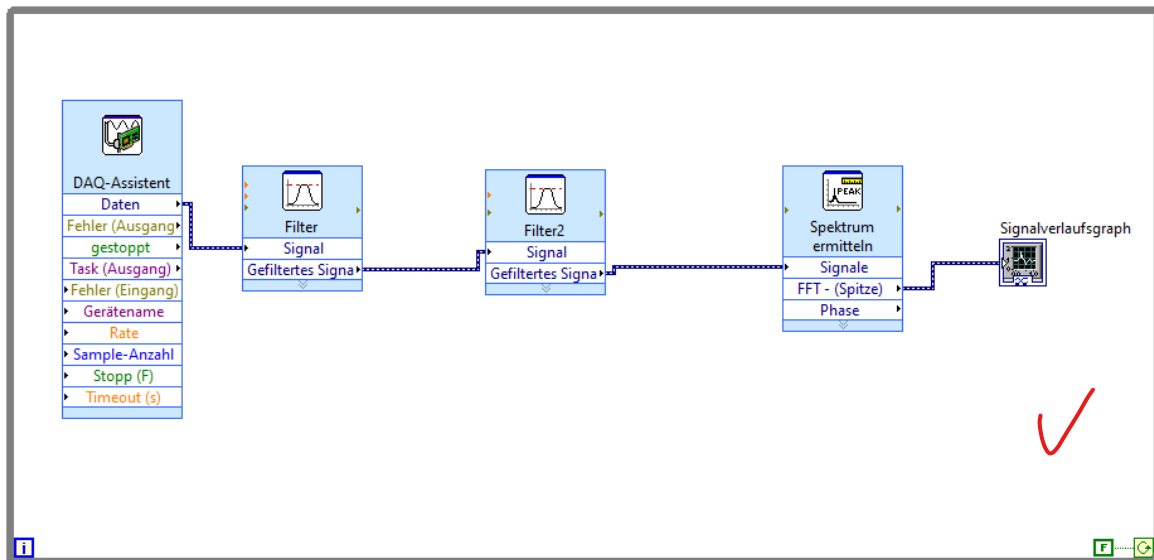 DAQ-Assistent
Daten
Fehler (Ausgang
gestoppt
Task (Ausgang)
Fehler (Eingang)
Gerätename
Rate
Sample-Anzahl
Stopp (F)
Timeout (s)
Filter
Signal
Gefiltertes Signa
Filter2
Signal
Gefiltertes Signa
PEAK
Spektrum
ermitteln
Signale
FFT - (Spitze)
Phase
Signalverlaufsgraph
i
F